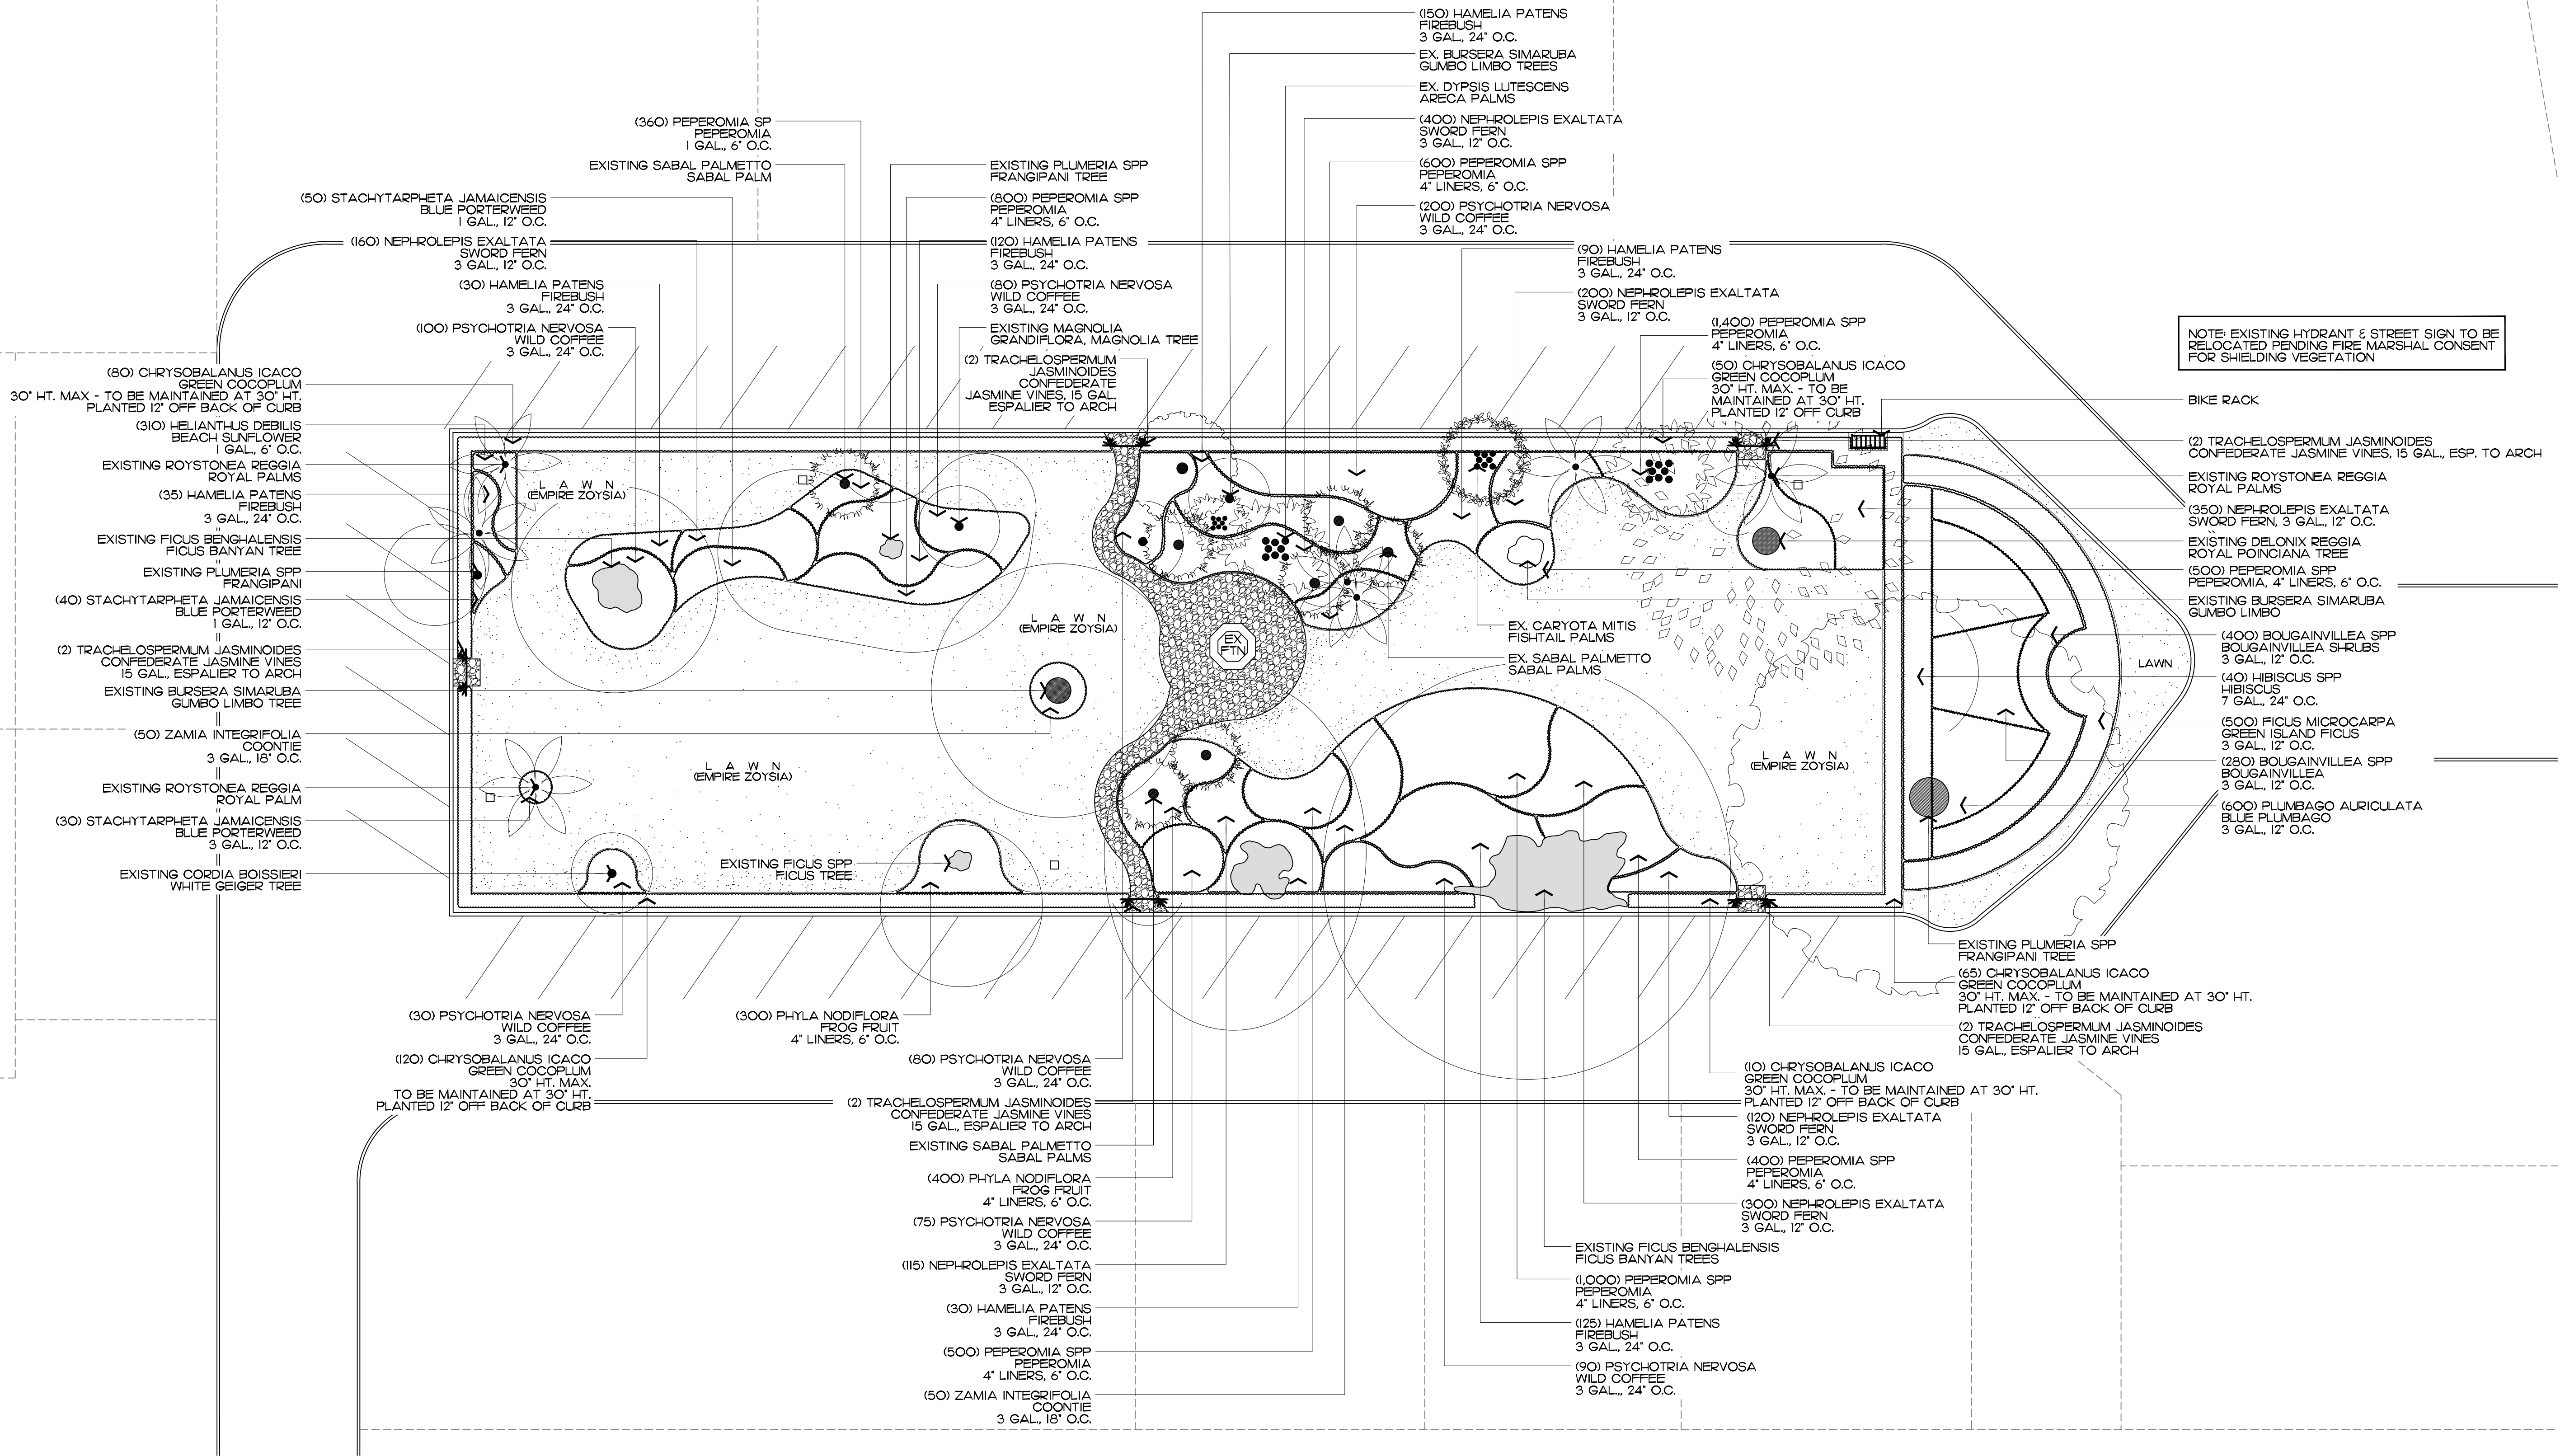 (150) HAMELIA PATENS
FIREBUSH
3 GAL., 24" O.C.
EX. BURSERA SIMARUBA
GUMBO LIMBO TREES
EX. DYPSIS LUTESCENS
ARECA PALMS
(400) NEPHROLEPIS EXALTATA
SWORD FERN
3 GAL., 12" O.C.
(600) PEPEROMIA SPP
PEPEROMIA
4" LINERS, 6" O.C.
(200) PSYCHOTRIA NERVOSA
WILD COFFEE
3 GAL., 24" O.C.
(360) PEPEROMIA SP
PEPEROMIA
1 GAL., 6" O.C.
EXISTING SABAL PALMETTO
SABAL PALM
(50) STACHYTARPHETA JAMAICENSIS
BLUE PORTERWEED
1 GAL., 12" O.C.
(160) NEPHROLEPIS EXALTATA
SWORD FERN
3 GAL., 12" O.C.
(30) HAMELIA PATENS
FIREBUSH
3 GAL., 24" O.C.
(100) PSYCHOTRIA NERVOSA
WILD COFFEE
3 GAL., 24" O.C.
EXISTING PLUMERIA SPP
FRANGIPANI TREE
(800) PEPEROMIA SPP
PEPEROMIA
4" LINERS, 6" O.C.
(120) HAMELIA PATENS
FIREBUSH
3 GAL., 24" O.C.
(80) PSYCHOTRIA NERVOSA
WILD COFFEE
3 GAL., 24" O.C.
EXISTING MAGNOLIA
GRANDIFLORA, MAGNOLIA TREE
(2) TRACHELOSPERMUM
JASMINOIDES
CONFEDERATE
JASMINE VINES, 15 GAL.
ESPALIER TO ARCH
(90) HAMELIA PATENS
FIREBUSH
3 GAL., 24" O.C.
(200) NEPHROLEPIS EXALTATA
SWORD FERN
3 GAL., 12" O.C.
(1,400) PEPEROMIA SPP
PEPEROMIA
4" LINERS, 6" O.C.
(50) CHRYSOBALANUS ICACO
GREEN COCOPLUM
30" HT. MAX. - TO BE
MAINTAINED AT 30" HT.
PLANTED 12" OFF CURB
NOTE: EXISTING HYDRANT & STREET SIGN TO BE
RELOCATED PENDING FIRE MARSHAL CONSENT
FOR SHIELDING VEGETATION
BIKE RACK
(2) TRACHELOSPERMUM JASMINOIDES
CONFEDERATE JASMINE VINES, 15 GAL., ESP. TO ARCH
EXISTING ROYSTONEA REGGIA
ROYAL PALMS
(350) NEPHROLEPIS EXALTATA
SWORD FERN, 3 GAL., 12" O.C.
EXISTING DELONIX REGGIA
ROYAL POINCIANA TREE
(500) PEPEROMIA SPP
PEPEROMIA, 4" LINERS, 6" O.C.
EXISTING BURSERA SIMARUBA
GUMBO LIMBO
(400) BOUGAINVILLEA SPP
BOUGAINVILLEA SHRUBS
3 GAL., 12" O.C.
(40) HIBISCUS SPP
HIBISCUS
7 GAL., 24" O.C.
(500) FICUS MICROCARPA
GREEN ISLAND FICUS
3 GAL., 12" O.C.
(280) BOUGAINVILLEA SPP
BOUGAINVILLEA
3 GAL., 12" O.C.
(600) PLUMBAGO AURICULATA
BLUE PLUMBAGO
3 GAL., 12" O.C.
(80) CHRYSOBALANUS ICACO
GREEN COCOPLUM
30" HT. MAX - TO BE MAINTAINED AT 30" HT.
PLANTED 12" OFF BACK OF CURB
(310) HELIANTHUS DEBILIS
BEACH SUNFLOWER
1 GAL., 6" O.C.
EXISTING ROYSTONEA REGGIA
ROYAL PALMS
(35) HAMELIA PATENS
FIREBUSH
3 GAL., 24" O.C.
EXISTING FICUS BENGHALENSIS
FICUS BANYAN TREE
EXISTING PLUMERIA SPP
FRANGIPANI
(40) STACHYTARPHETA JAMAICENSIS
BLUE PORTERWEED
1 GAL., 12" O.C.
(2) TRACHELOSPERMUM JASMINOIDES
CONFEDERATE JASMINE VINES
15 GAL., ESPALIER TO ARCH
EXISTING BURSERA SIMARUBA
GUMBO LIMBO TREE
(50) ZAMIA INTEGRIFOLIA
COONTIE
3 GAL., 18" O.C.
EXISTING ROYSTONEA REGGIA
ROYAL PALM
(30) STACHYTARPHETA JAMAICENSIS
BLUE PORTERWEED
3 GAL., 12" O.C.
EXISTING CORDIA BOISSIERI
WHITE GEIGER TREE
LAWN
(EMPIRE ZOYSIA)
LAWN
(EMPIRE ZOYSIA)
LAWN
(EMPIRE ZOYSIA)
LAWN
(EMPIRE ZOYSIA)
LAWN
EX
FTN
EX. CARYOTA MITIS
FISHTAIL PALMS
EX. SABAL PALMETTO
SABAL PALMS
EXISTING FICUS SPP
FICUS TREE
(30) PSYCHOTRIA NERVOSA
WILD COFFEE
3 GAL., 24" O.C.
(120) CHRYSOBALANUS ICACO
GREEN COCOPLUM
30" HT. MAX.
TO BE MAINTAINED AT 30" HT.
PLANTED 12" OFF BACK OF CURB
(300) PHYLA NODIFLORA
FROG FRUIT
4" LINERS, 6" O.C.
(80) PSYCHOTRIA NERVOSA
WILD COFFEE
3 GAL., 24" O.C.
(2) TRACHELOSPERMUM JASMINOIDES
CONFEDERATE JASMINE VINES
15 GAL., ESPALIER TO ARCH
EXISTING SABAL PALMETTO
SABAL PALMS
(400) PHYLA NODIFLORA
FROG FRUIT
4" LINERS, 6" O.C.
(75) PSYCHOTRIA NERVOSA
WILD COFFEE
3 GAL., 24" O.C.
(115) NEPHROLEPIS EXALTATA
SWORD FERN
3 GAL., 12" O.C.
(30) HAMELIA PATENS
FIREBUSH
3 GAL., 24" O.C.
(500) PEPEROMIA SPP
PEPEROMIA
4" LINERS, 6" O.C.
(50) ZAMIA INTEGRIFOLIA
COONTIE
3 GAL., 18" O.C.
EXISTING PLUMERIA SPP
FRANGIPANI TREE
(65) CHRYSOBALANUS ICACO
GREEN COCOPLUM
30" HT. MAX. - TO BE MAINTAINED AT 30" HT.
PLANTED 12" OFF BACK OF CURB
(2) TRACHELOSPERMUM JASMINOIDES
CONFEDERATE JASMINE VINES
15 GAL., ESPALIER TO ARCH
(10) CHRYSOBALANUS ICACO
GREEN COCOPLUM
30" HT. MAX. - TO BE MAINTAINED AT 30" HT.
PLANTED 12" OFF BACK OF CURB
(120) NEPHROLEPIS EXALTATA
SWORD FERN
3 GAL., 12" O.C.
(400) PEPEROMIA SPP
PEPEROMIA
4" LINERS, 6" O.C.
(300) NEPHROLEPIS EXALTATA
SWORD FERN
3 GAL., 12" O.C.
EXISTING FICUS BENGHALENSIS
FICUS BANYAN TREES
(1,000) PEPEROMIA SPP
PEPEROMIA
4" LINERS, 6" O.C.
(125) HAMELIA PATENS
FIREBUSH
3 GAL., 24" O.C.
(90) PSYCHOTRIA NERVOSA
WILD COFFEE
3 GAL,., 24" O.C.